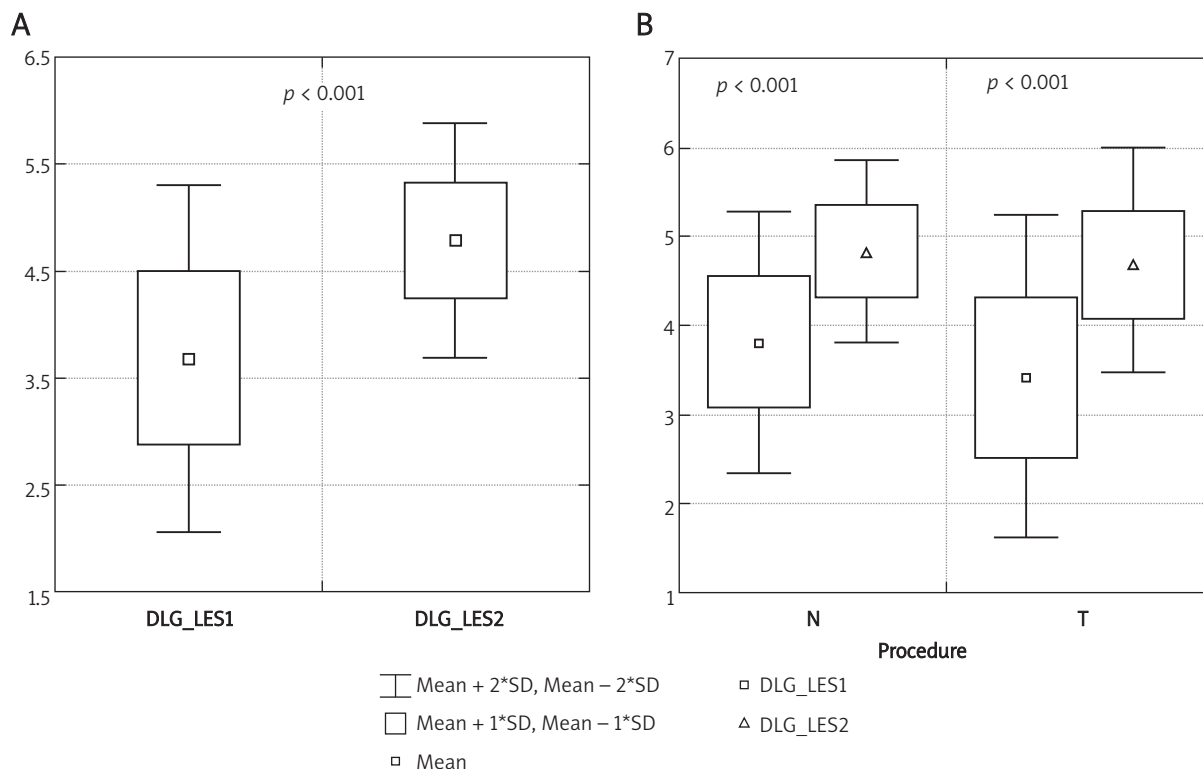 A
6.5
5.5
4.5
3.5
2.5
1.5
p < 0.001
DLG_LES1 DLG_LES2
B
7
6
5
4
3
2
1
p < 0.001 p < 0.001
N T
Procedure
Mean + 2*SD, Mean – 2*SD
Mean + 1*SD, Mean – 1*SD
Mean
DLG_LES1
DLG_LES2